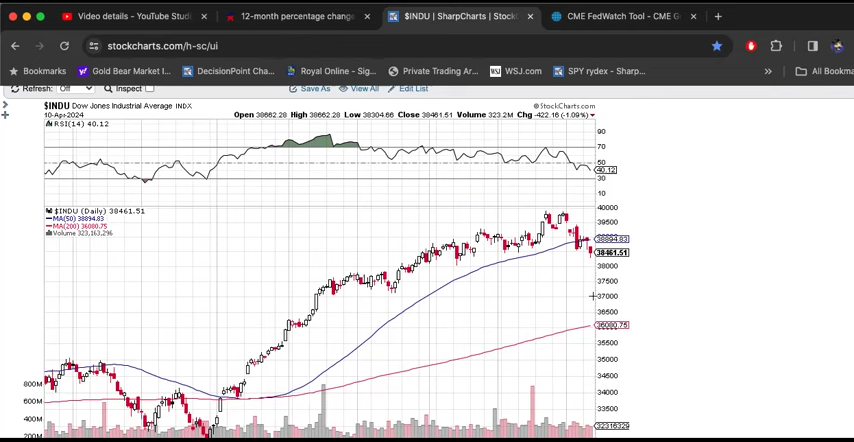 Video details - YouTube Studi
12-month percentage change
$INDU | SharpCharts | StockC
CME FedWatch Tool - CME G
stockcharts.com/h-sc/ui
Bookmarks
Gold Bear Market I...
DecisionPoint Cha...
Royal Online - Sig...
Private Trading Ar...
WSJ.com
SPY rydex - Sharp...
»
All Bookma
Refresh: Off
Inspect
Save As
View All
Edit List
$INDU Dow Jones Industrial Average INDX
© StockCharts.com
10-Apr-2024
Open 38662.28 High 38662.28 Low 38304.66 Close 38461.51 Volume 323.2M Chg -422.16 (-1.09%)
RSI(14) 40.12
90
70
50
40.12
30
10
$INDU (Daily) 38461.51
MA(50) 38894.83
MA(200) 36080.75
Volume 323,163,296
40000
39500
38894.83
38461.51
38000
37500
37000
36500
36080.75
35500
35000
34500
34000
33500
800M
600M
400M
200M